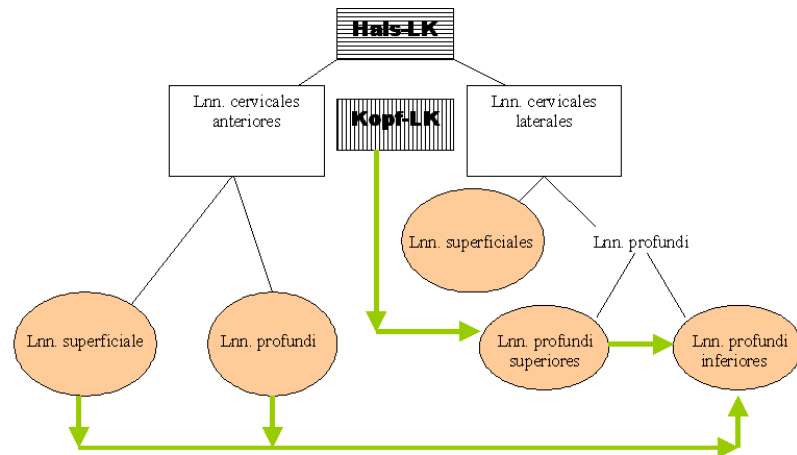 Hals-LK
Lnn. cervicales
anteriores
Kopf-LK
Lnn. cervicales
laterales
Lnn. superficiales
Lnn. profundi
Lnn. superficiale
Lnn. profundi
Lnn. profundi
superiores
Lnn. profundi
inferiores